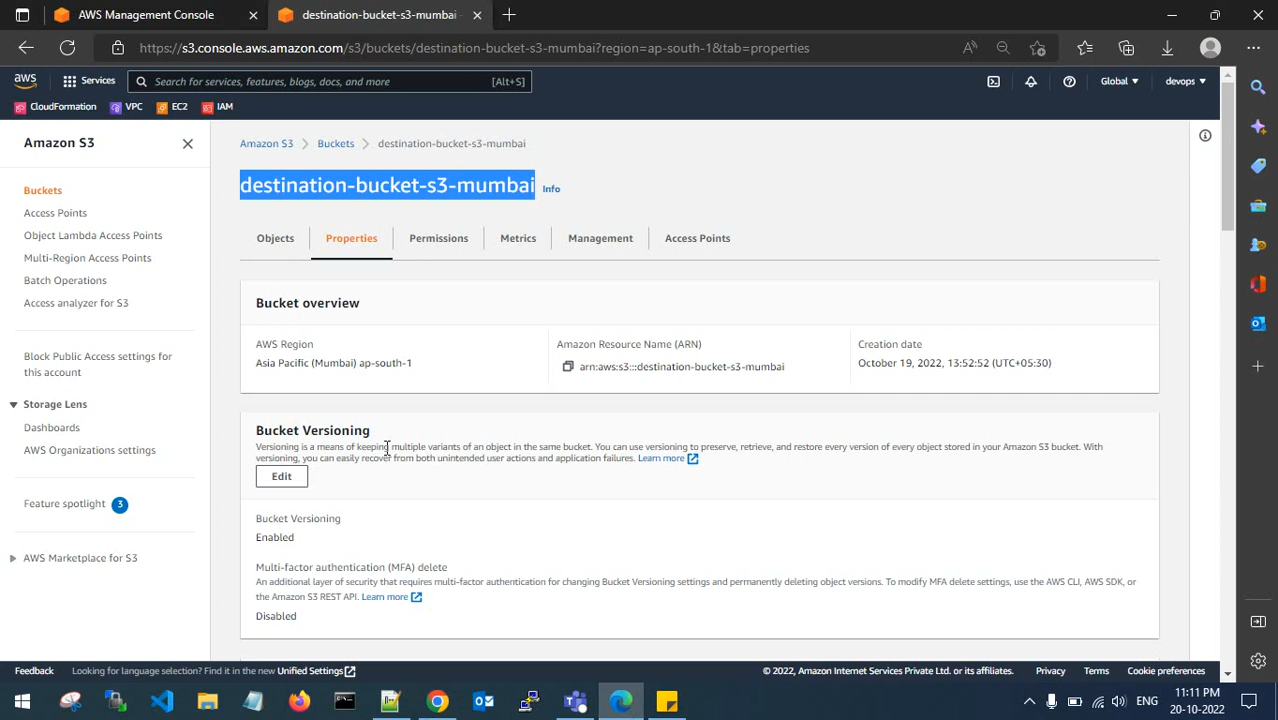 AWS Management Console
destination-bucket-s3-mumbai -
https://s3.console.aws.amazon.com/s3/buckets/destination-bucket-s3-mumbai?region=ap-south-1&tab=properties
aws
Services
Search for services, features, blogs, docs, and more
[Alt+S]
Global
devops
CloudFormation
VPC
EC2
IAM
Amazon S3
Buckets
Access Points
Object Lambda Access Points
Multi-Region Access Points
Batch Operations
Access analyzer for S3
Block Public Access settings for
this account
Storage Lens
Dashboards
AWS Organizations settings
Feature spotlight 3
AWS Marketplace for S3
Amazon S3
Buckets
destination-bucket-s3-mumbai
destination-bucket-s3-mumbai Info
Objects
Properties
Permissions
Metrics
Management
Access Points
Bucket overview
AWS Region
Asia Pacific (Mumbai) ap-south-1
Amazon Resource Name (ARN)
arn:aws:s3:::destination-bucket-s3-mumbai
Creation date
October 19, 2022, 13:52:52 (UTC+05:30)
Bucket Versioning
Versioning is a means of keeping multiple variants of an object in the same bucket. You can use versioning to preserve, retrieve, and restore every version of every object stored in your Amazon S3 bucket. With
versioning, you can easily recover from both unintended user actions and application failures. Learn more
Edit
Bucket Versioning
Enabled
Multi-factor authentication (MFA) delete
An additional layer of security that requires multi-factor authentication for changing Bucket Versioning settings and permanently deleting object versions. To modify MFA delete settings, use the AWS CLI, AWS SDK, or
the Amazon S3 REST API. Learn more
Disabled
Feedback
Looking for language selection? Find it in the new Unified Settings
© 2022, Amazon Internet Services Private Ltd. or its affiliates.
Privacy
Terms
Cookie preferences
ENG
11:11 PM
20-10-2022